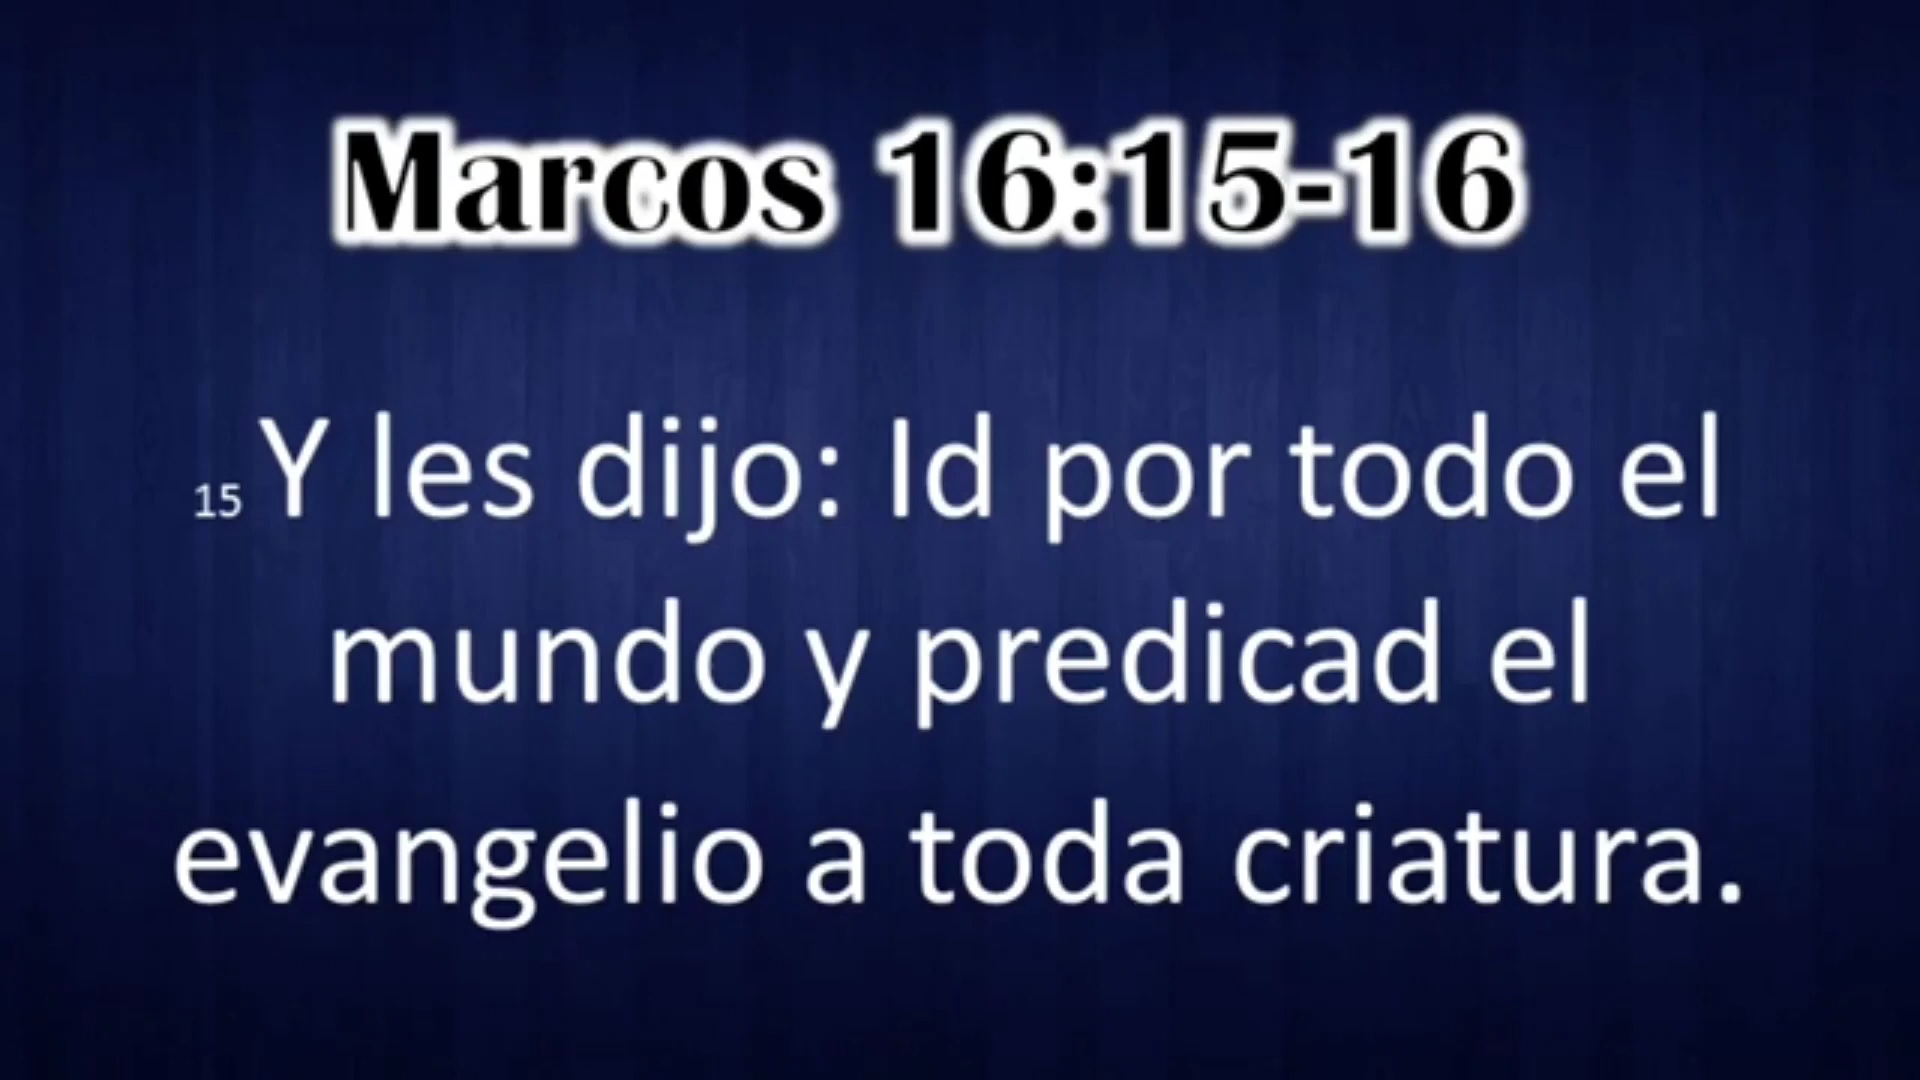 Marcos 16:15-16
15 Y les dijo: Id por todo el
mundo y predicad el
evangelio a toda criatura.